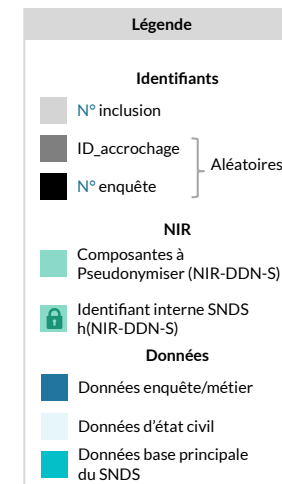 Légende
Identifiants
N° inclusion
ID_accrochage
Aléatoires
N° enquête
NIR
Composantes à
Pseudonymiser (NIR-DDN-S)
Identifiant interne SNDS
h(NIR-DDN-S)
Données
Données enquête/métier
Données d'état civil
Données base principale
du SNDS